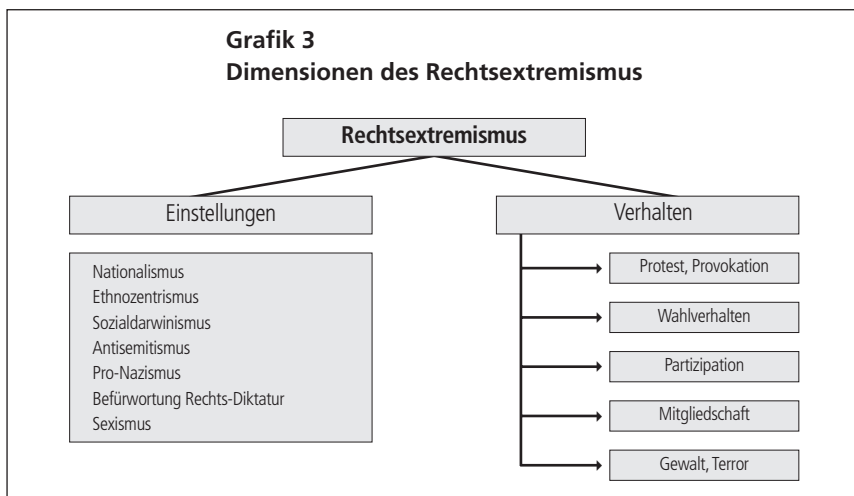 Grafik 3
Dimensionen des Rechtsextremismus
Rechtsextremismus
Einstellungen
Nationalismus
Ethnozentrismus
Sozialdarwinismus
Antisemitismus
Pro-Nazismus
Befürwortung Rechts-Diktatur
Sexismus
Verhalten
Protest, Provokation
Wahlverhalten
Partizipation
Mitgliedschaft
Gewalt, Terror